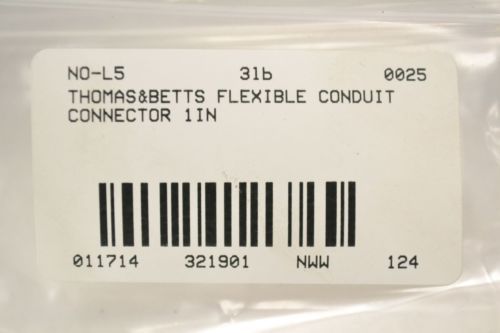 NO-L5 31b 0025
THOMAS&BETTS FLEXIBLE CONDUIT
CONNECTOR 1IN
011714 321901 NWW 124